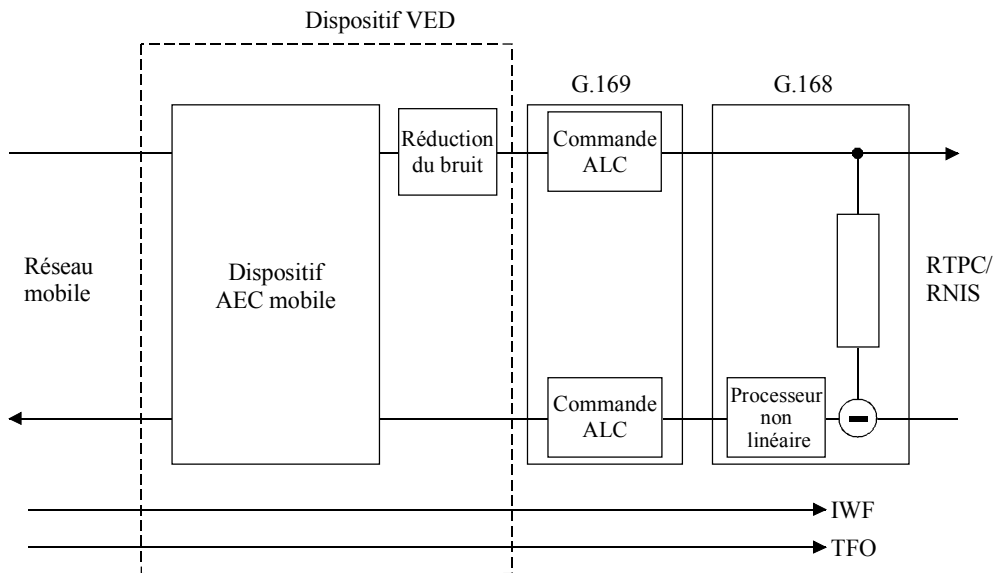 Dispositif VED
G.169
G.168
Réduction
du bruit
Commande
ALC
Réseau
mobile
Dispositif
AEC mobile
RTPC/
RNIS
Commande
ALC
Processeur
non
linéaire
IWF
TFO